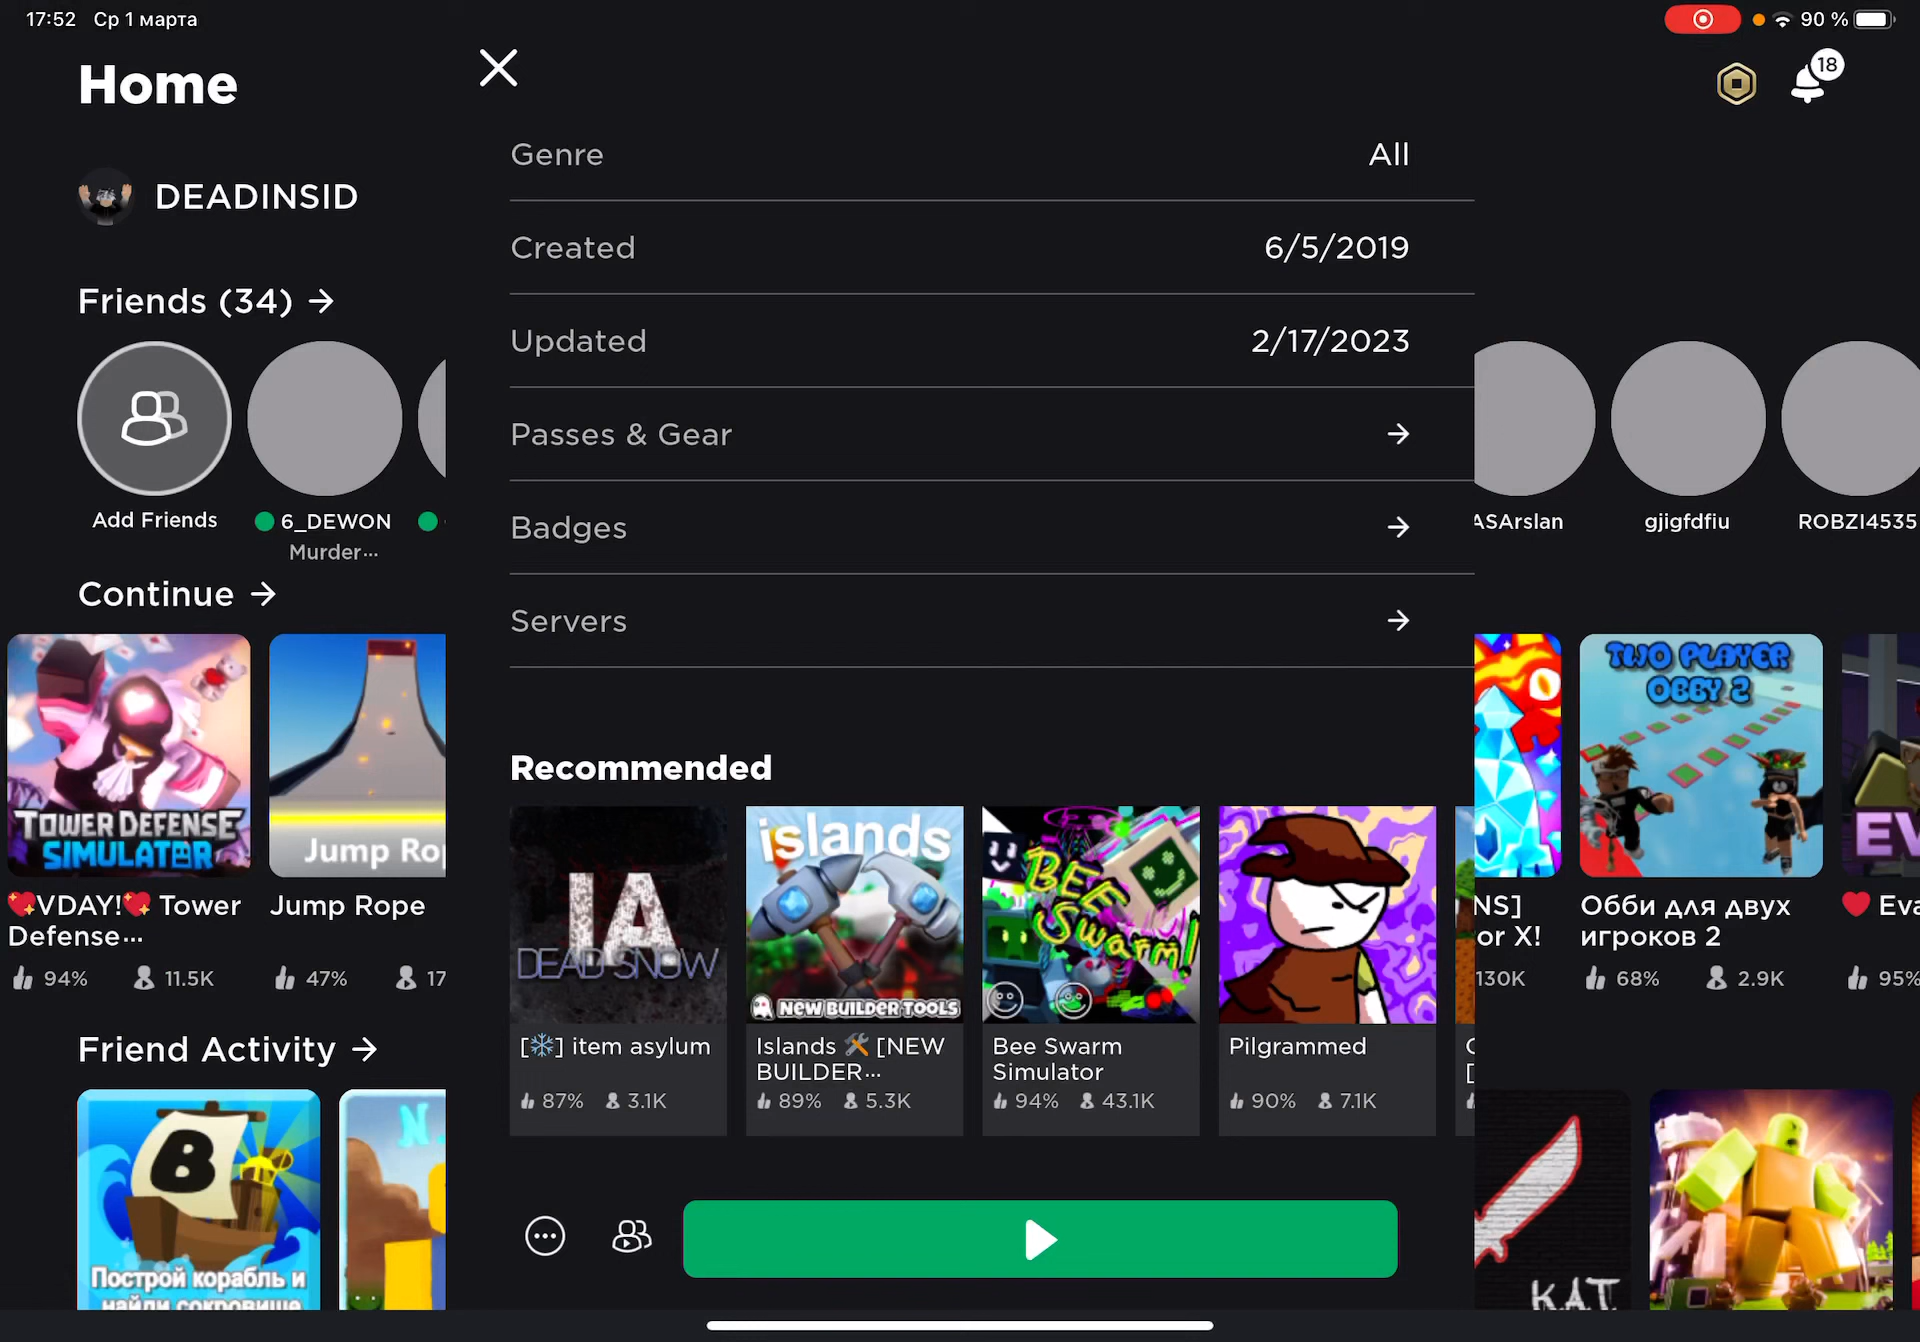 17:52 Ср 1 марта
90 %
Home
18
DEADINSID
Friends (34) →
Add Friends
6_DEWON
Murder...
Continue →
TOWER DEFENSE
SIMULATOR
Jump Ro
💖VDAY!💖 Tower
Defense...
94% 11.5K
Jump Rope
47% 17
Friend Activity →
B
Построй корабль и
найди сокровище
N
Genre All
Created 6/5/2019
Updated 2/17/2023
Passes & Gear →
Badges →
Servers →
Recommended
IA
DEAD SNOW
[❄️] item asylum
87% 3.1K
islands
NEW BUILDER TOOLS
Islands 🛠️ [NEW
BUILDER...
89% 5.3K
BEE
Swarm!
Bee Swarm
Simulator
94% 43.1K
Pilgrammed
90% 7.1K
ASArslan
gjigfdfiu
ROBZI4535
NS]
or X!
130K
TWO PLAYER
OBBY 2
Обби для двух
игроков 2
68% 2.9K
EV
❤️ Eva
95%
KAT